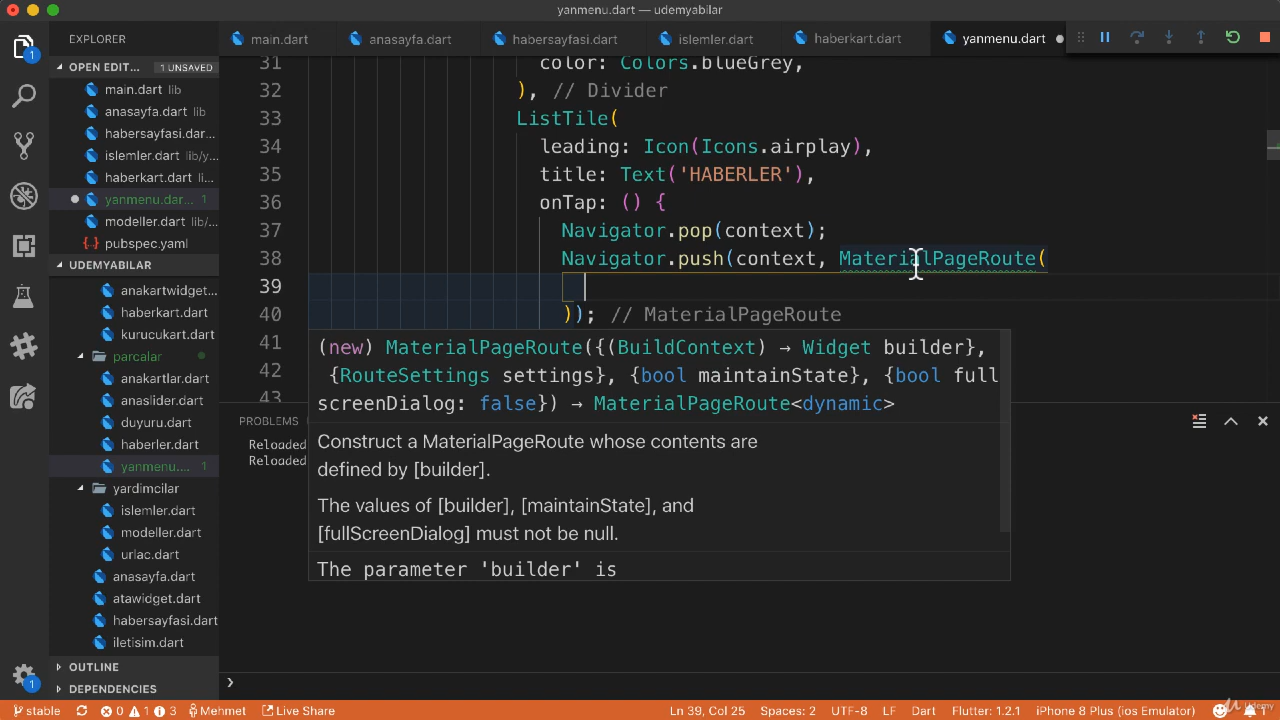 yanmenu.dart — udemyabilar
EXPLORER
main.dart
anasayfa.dart
habersayfasi.dart
islemler.dart
haberkart.dart
yanmenu.dart
OPEN EDIT... 1 UNSAVED
main.dart lib
anasayfa.dart lib
habersayfasi.dar...
islemler.dart lib/y...
haberkart.dart li...
yanmenu.dar... 1
modeller.dart lib/...
pubspec.yaml
UDEMYABILAR
anakartwidget...
haberkart.dart
kurucukart.dart
parcalar
anakartlar.dart
anaslider.dart
duyuru.dart
haberler.dart
yanmenu.... 1
yardimcilar
islemler.dart
modeller.dart
urlac.dart
anasayfa.dart
atawidget.dart
habersayfasi.dart
iletisim.dart
OUTLINE
DEPENDENCIES
31 color: Colors.blueGrey,
32 ), // Divider
33 ListTile(
34 leading: Icon(Icons.airplay),
35 title: Text('HABERLER'),
36 onTap: () {
37 Navigator.pop(context);
38 Navigator.push(context, MaterialPageRoute(
39
40 )); // MaterialPageRoute
41
42
43
(new) MaterialPageRoute({(BuildContext) → Widget builder},
{RouteSettings settings}, {bool maintainState}, {bool full
screenDialog: false}) → MaterialPageRoute<dynamic>
Construct a MaterialPageRoute whose contents are
defined by [builder].
The values of [builder], [maintainState], and
[fullScreenDialog] must not be null.
The parameter 'builder' is
PROBLEMS
Reloaded
Reloaded
stable 0 1 3 Mehmet Live Share Ln 39, Col 25 Spaces: 2 UTF-8 LF Dart Flutter: 1.2.1 iPhone 8 Plus (ios Emulator) 1
Udemy